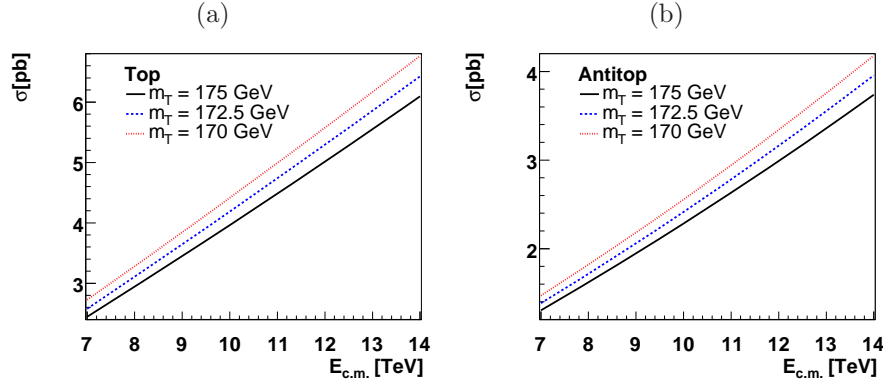 (a)
σ[pb]
Top
m_T = 175 GeV
m_T = 172.5 GeV
m_T = 170 GeV
6
5
4
3
7 8 9 10 11 12 13 14
E_c.m. [TeV]
(b)
σ[pb]
Antitop
m_T = 175 GeV
m_T = 172.5 GeV
m_T = 170 GeV
4
3
2
7 8 9 10 11 12 13 14
E_c.m. [TeV]